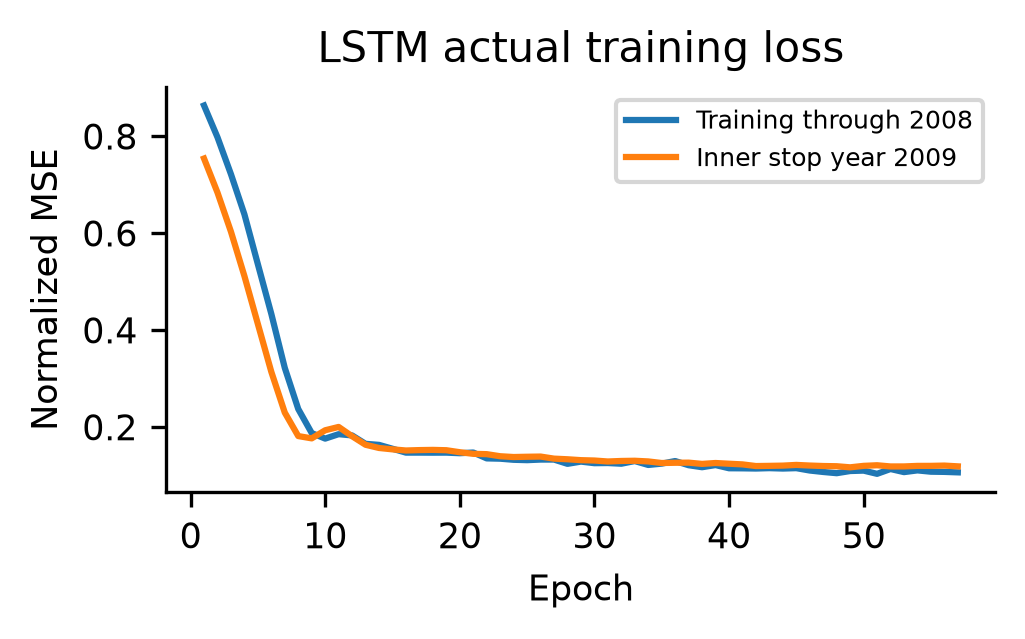 LSTM actual training loss
Training through 2008
Inner stop year 2009
Normalized MSE
0.8
0.6
0.4
0.2
0 10 20 30 40 50
Epoch